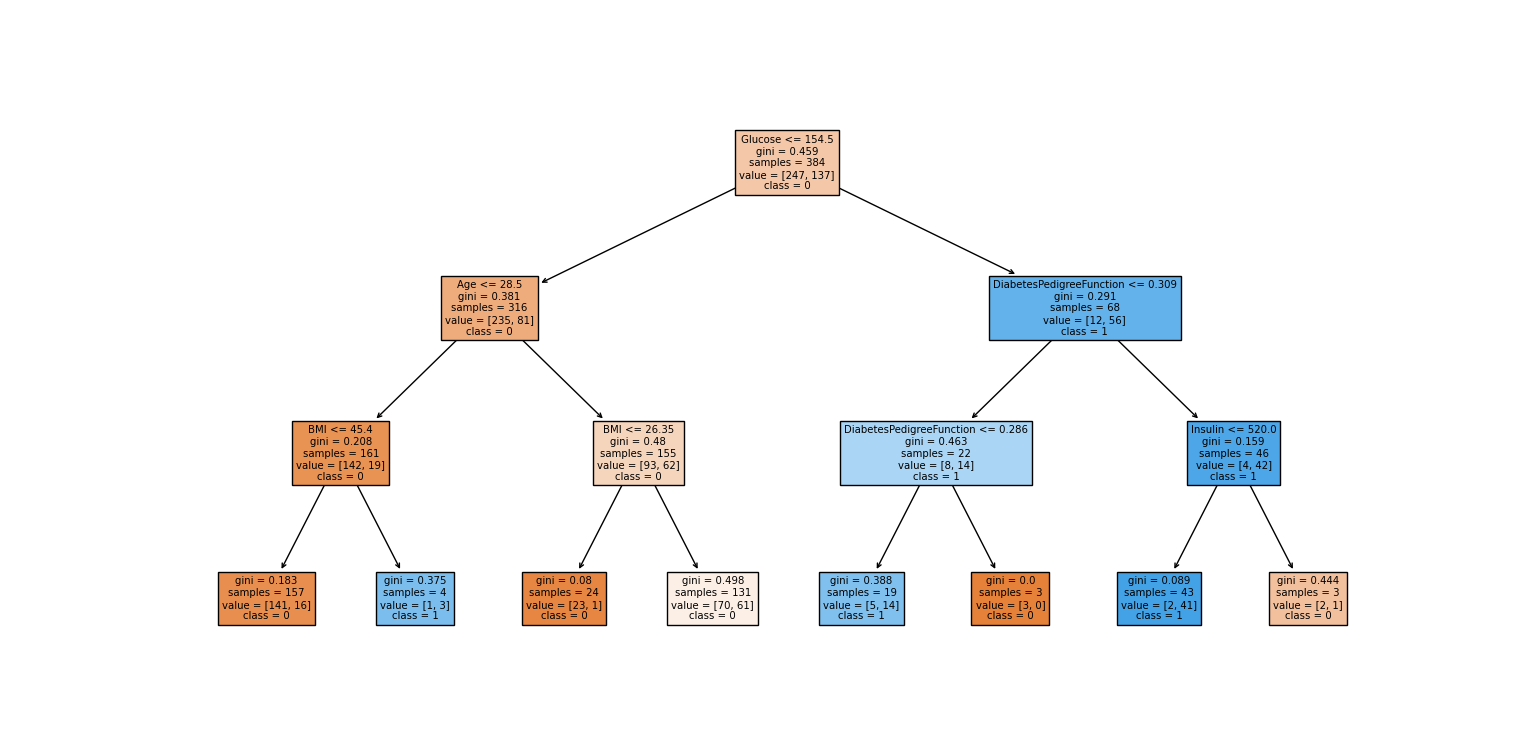 Glucose <= 154.5
gini = 0.459
samples = 384
value = [247, 137]
class = 0
Age <= 28.5
gini = 0.381
samples = 316
value = [235, 81]
class = 0
DiabetesPedigreeFunction <= 0.309
gini = 0.291
samples = 68
value = [12, 56]
class = 1
BMI <= 45.4
gini = 0.208
samples = 161
value = [142, 19]
class = 0
BMI <= 26.35
gini = 0.48
samples = 155
value = [93, 62]
class = 0
DiabetesPedigreeFunction <= 0.286
gini = 0.463
samples = 22
value = [8, 14]
class = 1
Insulin <= 520.0
gini = 0.159
samples = 46
value = [4, 42]
class = 1
gini = 0.183
samples = 157
value = [141, 16]
class = 0
gini = 0.375
samples = 4
value = [1, 3]
class = 1
gini = 0.08
samples = 24
value = [23, 1]
class = 0
gini = 0.498
samples = 131
value = [70, 61]
class = 0
gini = 0.388
samples = 19
value = [5, 14]
class = 1
gini = 0.0
samples = 3
value = [3, 0]
class = 0
gini = 0.089
samples = 43
value = [2, 41]
class = 1
gini = 0.444
samples = 3
value = [2, 1]
class = 0